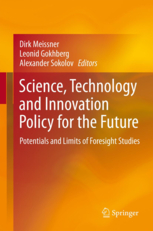 Dirk Meissner
Leonid Gokhberg
Alexander Sokolov Editors
Science, Technology
and Innovation
Policy for the Future
Potentials and Limits of Foresight Studies
Springer